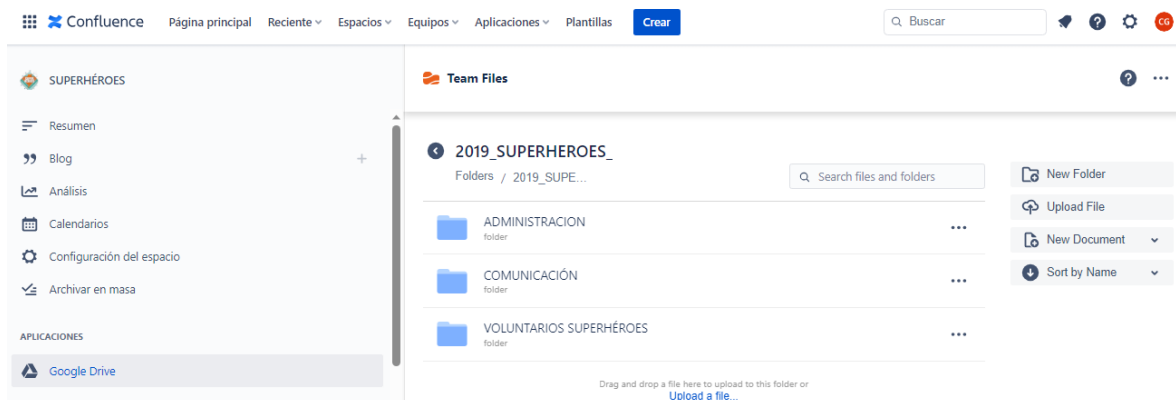 Confluence Página principal Reciente Espacios Equipos Aplicaciones Plantillas Crear Buscar CG
SUPERHÉROES
Resumen
Blog
Análisis
Calendarios
Configuración del espacio
Archivar en masa
APLICACIONES
Google Drive
Team Files
2019_SUPERHEROES_
Folders / 2019_SUPE...
Search files and folders
ADMINISTRACION
folder
COMUNICACIÓN
folder
VOLUNTARIOS SUPERHÉROES
folder
Drag and drop a file here to upload to this folder or
Upload a file...
New Folder
Upload File
New Document
Sort by Name